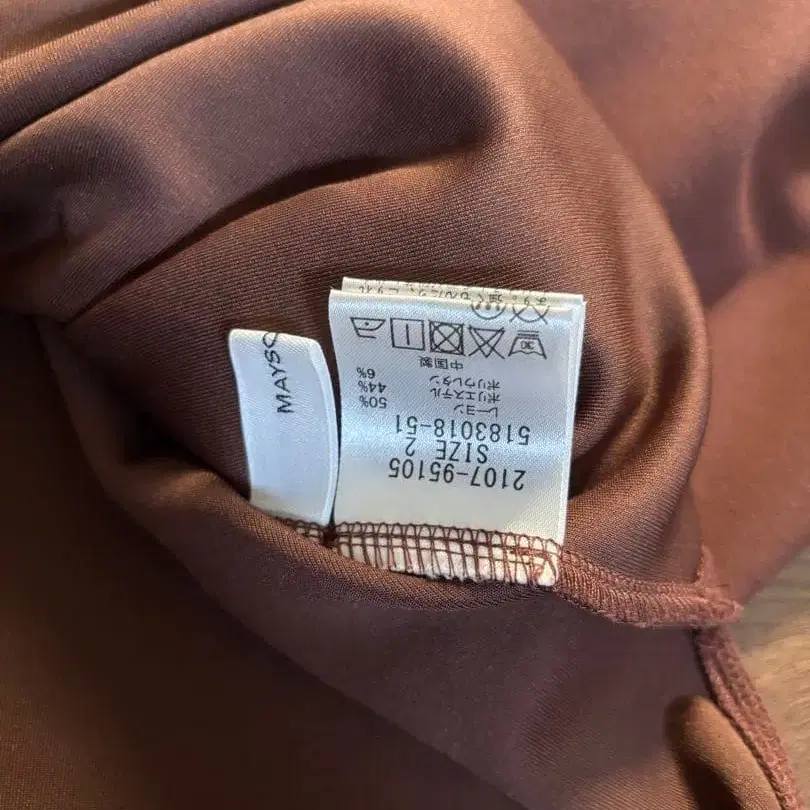 2107-95105
SIZE 2
5183018-51
レーヨン 50%
ポリエステル 44%
ポリウレタン 6%
中国製
30
MAYSO